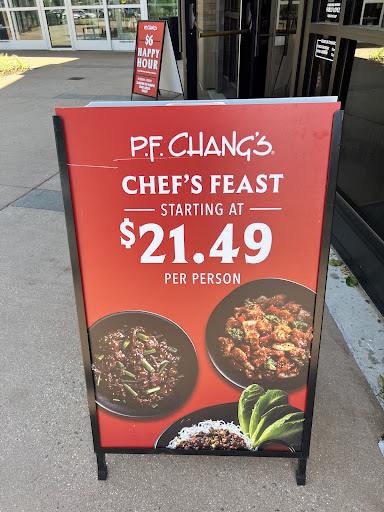 $6
HAPPY
HOUR
P.F. CHANG'S
CHEF'S FEAST
STARTING AT
$21.49
PER PERSON